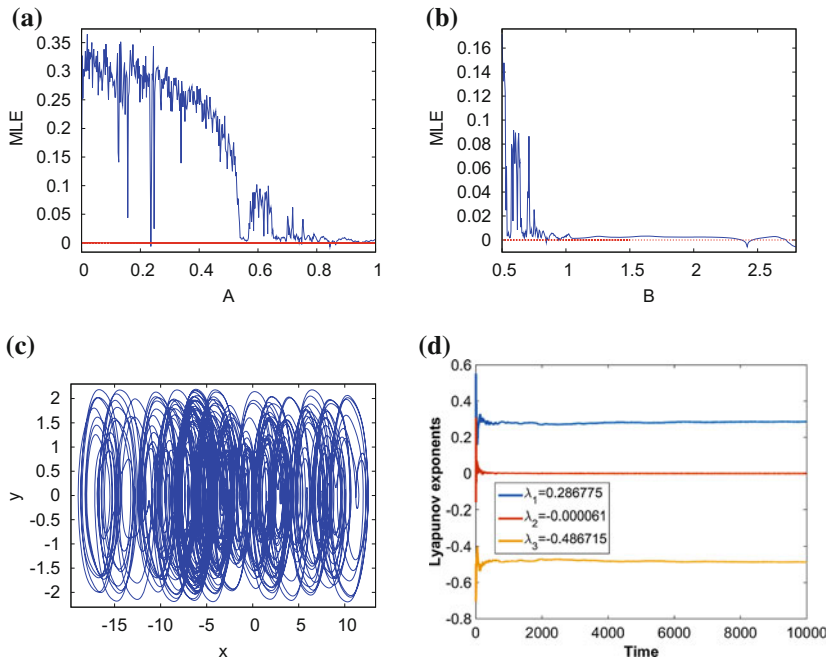 (a)
MLE
0.35
0.3
0.25
0.2
0.15
0.1
0.05
0
0 0.2 0.4 0.6 0.8 1
A
(b)
MLE
0.16
0.14
0.12
0.1
0.08
0.06
0.04
0.02
0
0.5 1 1.5 2 2.5
B
(c)
y
2
1.5
1
0.5
0
-0.5
-1
-1.5
-2
-15 -10 -5 0 5 10
x
(d)
Lyapunov exponents
0.6
0.4
0.2
0
-0.2
-0.4
-0.6
-0.8
λ1=0.286775
λ2=-0.000061
λ3=-0.486715
0 2000 4000 6000 8000 10000
Time